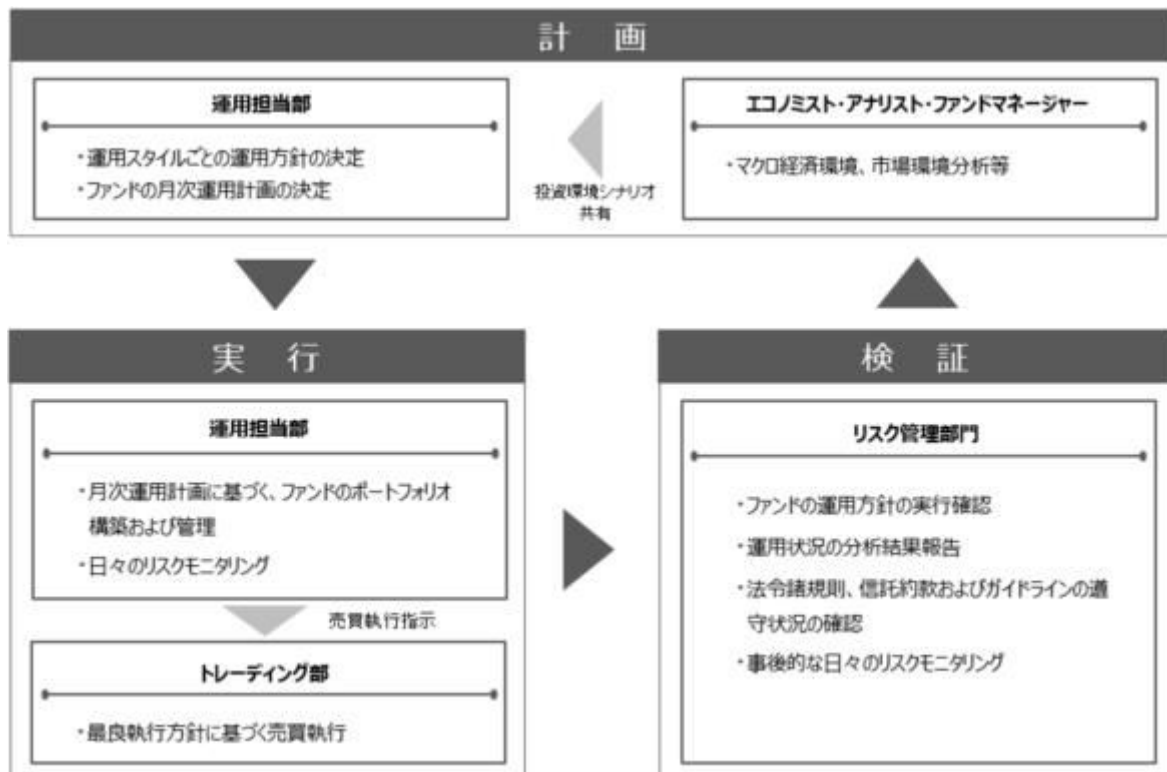 計 画
運用担当部
・運用スタイルごとの運用方針の決定
・ファンドの月次運用計画の決定
投資環境シナリオ
共有
エコノミスト・アナリスト・ファンドマネージャー
・マクロ経済環境、市場環境分析等
実 行
運用担当部
・月次運用計画に基づく、ファンドのポートフォリオ
構築および管理
・日々のリスクモニタリング
売買執行指示
トレーディング部
・最良執行方針に基づく売買執行
検 証
リスク管理部門
・ファンドの運用方針の実行確認
・運用状況の分析結果報告
・法令諸規則、信託約款およびガイドラインの遵
守状況の確認
・事後的な日々のリスクモニタリング